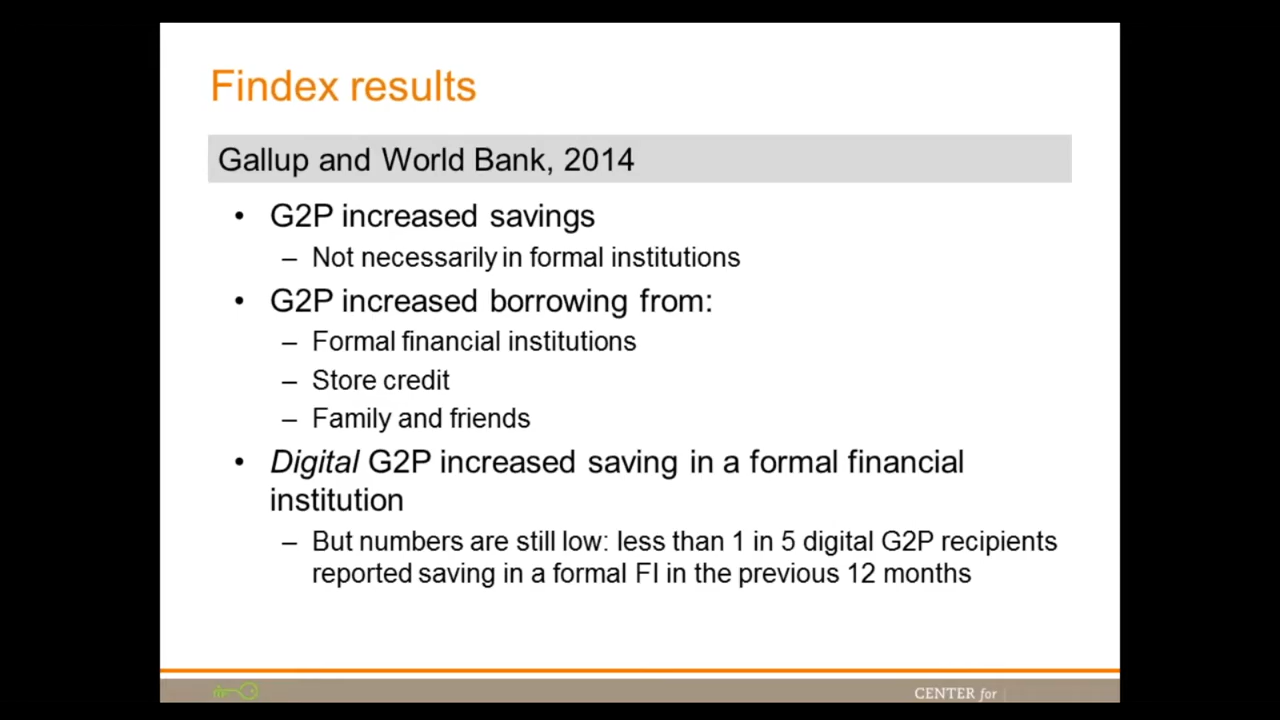 Findex results
Gallup and World Bank, 2014
• G2P increased savings
– Not necessarily in formal institutions
• G2P increased borrowing from:
– Formal financial institutions
– Store credit
– Family and friends
• Digital G2P increased saving in a formal financial
institution
– But numbers are still low: less than 1 in 5 digital G2P recipients
reported saving in a formal FI in the previous 12 months
CENTER for